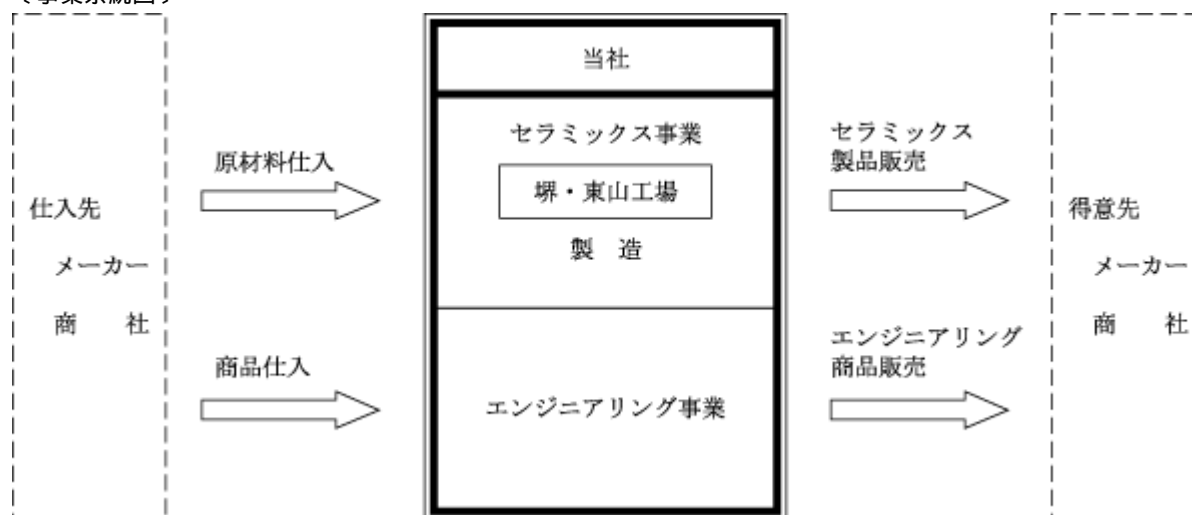 仕入先
メーカー
商　　社
原材料仕入
商品仕入
当社
セラミックス事業
堺・東山工場
製　造
エンジニアリング事業
セラミックス
製品販売
エンジニアリング
商品販売
得意先
メーカー
商　　社